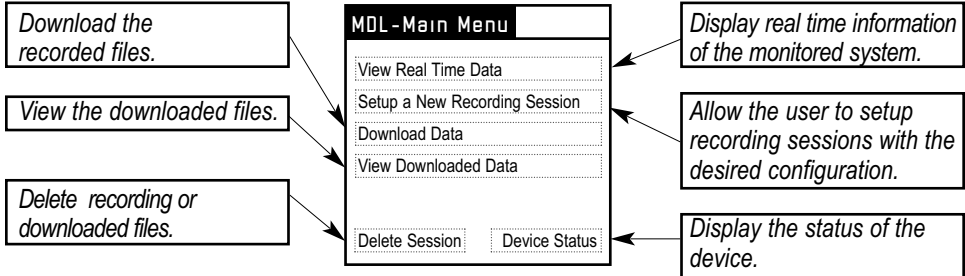 Download the
recorded files.
View the downloaded files.
Delete recording or
downloaded files.
MDL-Main Menu
View Real Time Data
Setup a New Recording Session
Download Data
View Downloaded Data
Delete Session
Device Status
Display real time information
of the monitored system.
Allow the user to setup
recording sessions with the
desired configuration.
Display the status of the
device.